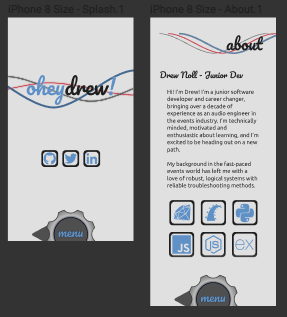 iPhone 8 Size - Splash.1
iPhone 8 Size - About.1
oheydrew!
menu
about
Drew Noll - Junior Dev
Hi! I'm Drew! I'm a junior software
developer and career changer,
bringing over a decade of
experience as an audio engineer in
the events industry. I'm technically
minded, motivated and
enthusiastic about learning, and I'm
excited to be heading out on a new
path.
My background in the fast-paced
events world has left me with a
love of robust, logical systems with
reliable troubleshooting methods.
JS
JS
ex
menu